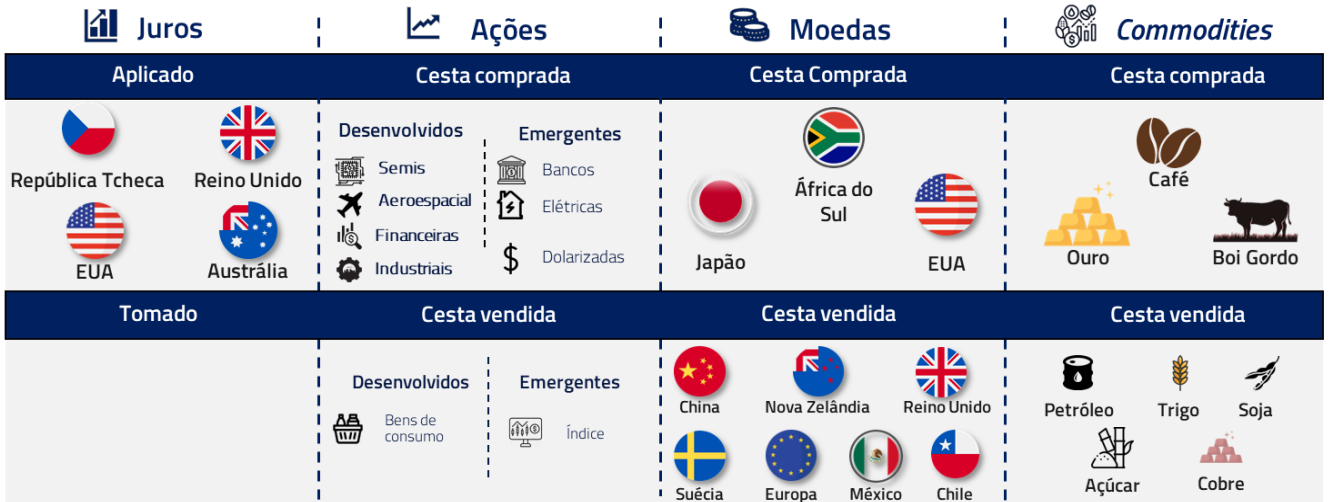 Juros
Ações
Moedas
Commodities
Aplicado
Cesta comprada
Cesta Comprada
Cesta comprada
República Tcheca
Reino Unido
EUA
Austrália
Desenvolvidos
Semis
Aeroespacial
Financeiras
Industriais
Emergentes
Bancos
Elétricas
Dolarizadas
Japão
África do
Sul
EUA
Café
Ouro
Boi Gordo
Tomado
Cesta vendida
Cesta vendida
Cesta vendida
Desenvolvidos
Bens de
consumo
Emergentes
Índice
China
Nova Zelândia
Reino Unido
Suécia
Europa
México
Chile
Petróleo
Trigo
Soja
Açúcar
Cobre